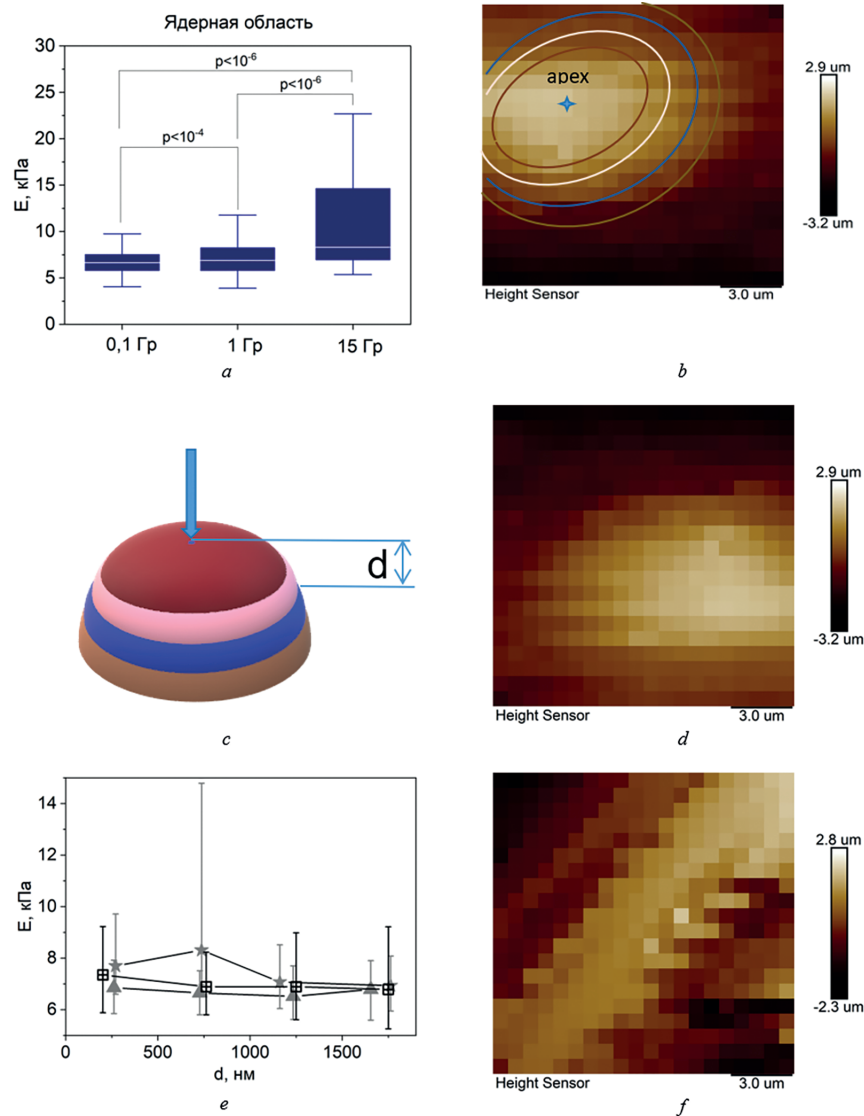 Ядерная область
E, кПа
30
25
20
15
10
5
0
p<10-6
p<10-6
p<10-4
0,1 Гр
1 Гр
15 Гр
a
apex
2.9 um
-3.2 um
Height Sensor
3.0 um
b
d
c
2.9 um
-3.2 um
Height Sensor
3.0 um
d
E, кПа
14
12
10
8
6
0
500
1000
1500
d, нм
e
2.8 um
-2.3 um
Height Sensor
3.0 um
f